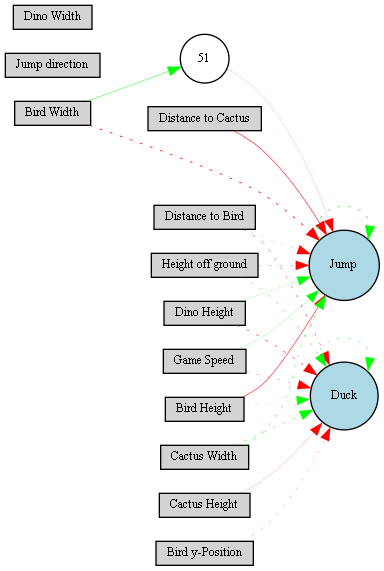 Dino Width
Jump direction
51
Bird Width
Distance to Cactus
Distance to Bird
Height off ground
Jump
Dino Height
Game Speed
Duck
Bird Height
Cactus Width
Cactus Height
Bird y-Position